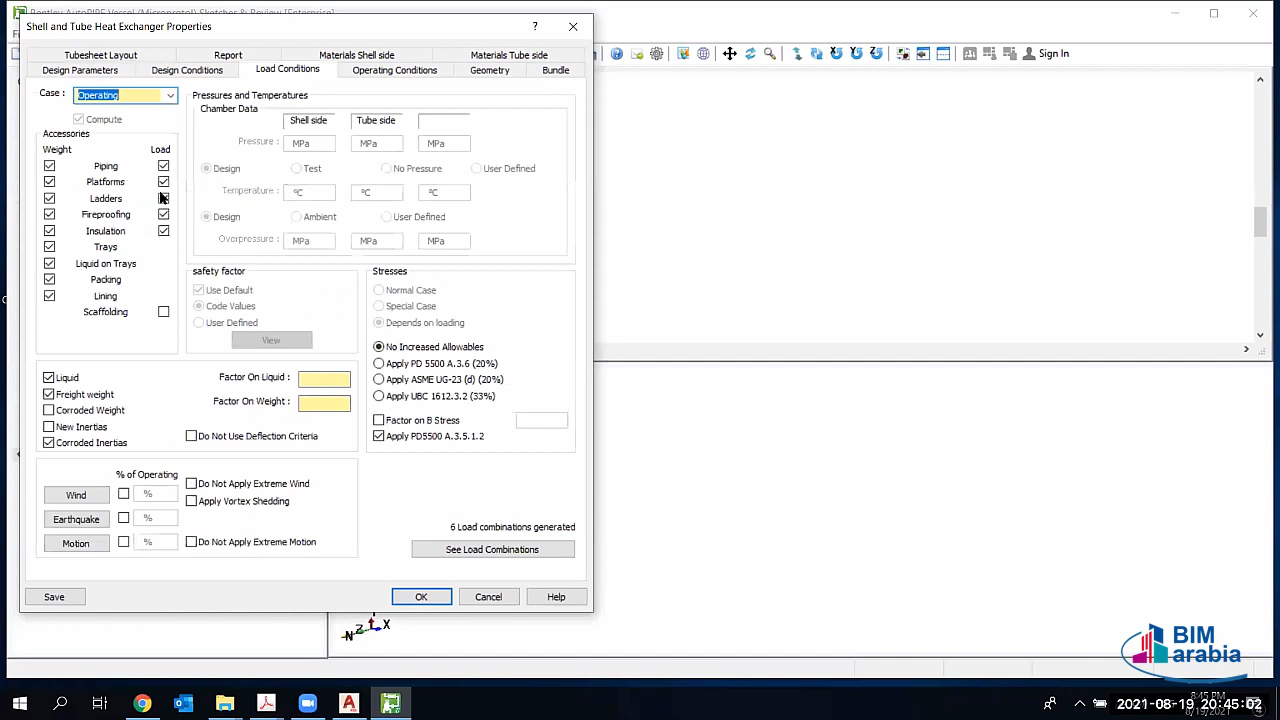 Bentley AutoPIPE Vessel (Microprotol) Sketcher & Review [Enterprise]
Shell and Tube Heat Exchanger Properties
?
Sign In
Tubesheet Layout Report Materials Shell side Materials Tube side
Design Parameters Design Conditions Load Conditions Operating Conditions Geometry Bundle
Case : Operating
Compute
Accessories
Weight Load
Piping
Platforms
Ladders
Fireproofing
Insulation
Trays
Liquid on Trays
Packing
Lining
Scaffolding
Pressures and Temperatures
Chamber Data
Shell side Tube side
Pressure : MPa MPa MPa
Design Test No Pressure User Defined
Temperature : ºC ºC ºC
Design Ambient User Defined
Overpressure : MPa MPa MPa
safety factor
Use Default
Code Values
User Defined
View
Stresses
Normal Case
Special Case
Depends on loading
No Increased Allowables
Apply PD 5500 A.3.6 (20%)
Apply ASME UG-23 (d) (20%)
Apply UBC 1612.3.2 (33%)
Factor on B Stress
Apply PD5500 A.3.5.1.2
Liquid
Freight weight
Corroded Weight
New Inertias
Corroded Inertias
Factor On Liquid :
Factor On Weight :
Do Not Use Deflection Criteria
% of Operating
Wind %
Earthquake %
Motion %
Do Not Apply Extreme Wind
Apply Vortex Shedding
Do Not Apply Extreme Motion
6 Load combinations generated
See Load Combinations
Save OK Cancel Help
N Z X
BIM
arabia
8:45 PM
8/19/2021
2021-08-19 20:45:02